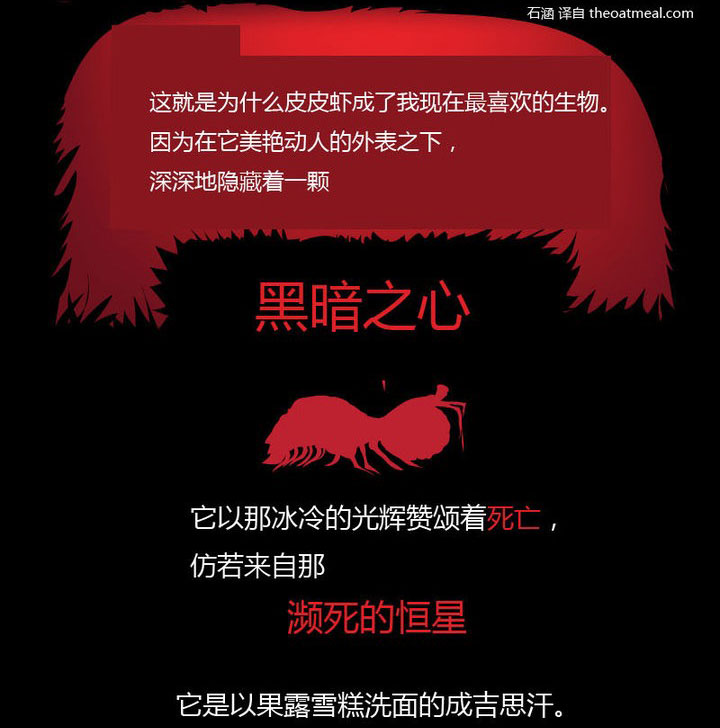 石涵 译自 theoatmeal.com
这就是为什么皮皮虾成了我现在最喜欢的生物。
因为在它美艳动人的外表之下，
深深地隐藏着一颗
黑暗之心
它以那冰冷的光辉赞颂着死亡，
仿若来自那
濒死的恒星
它是以果露雪糕洗面的成吉思汗。